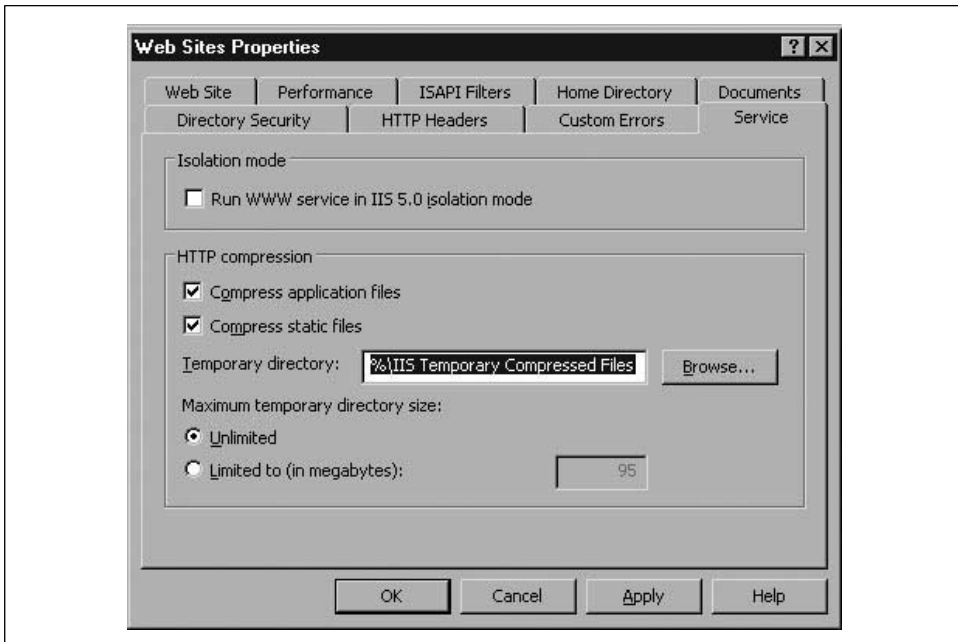 Web Sites Properties
Web Site Performance ISAPI Filters Home Directory Documents
Directory Security HTTP Headers Custom Errors Service
Isolation mode
Run WWW service in IIS 5.0 isolation mode
HTTP compression
Compress application files
Compress static files
Temporary directory: %\IIS Temporary Compressed Files Browse...
Maximum temporary directory size:
Unlimited
Limited to (in megabytes): 95
OK Cancel Apply Help